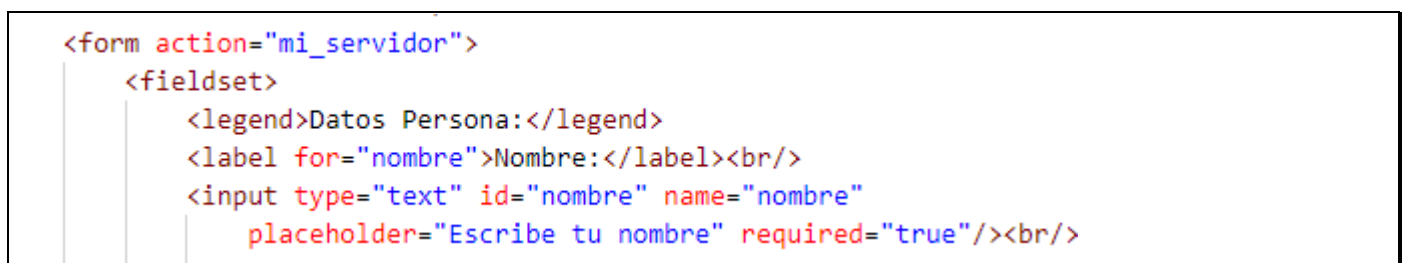 <form action="mi_servidor">
<fieldset>
<legend>Datos Persona:</legend>
<label for="nombre">Nombre:</label><br/>
<input type="text" id="nombre" name="nombre"
placeholder="Escribe tu nombre" required="true"/><br/>